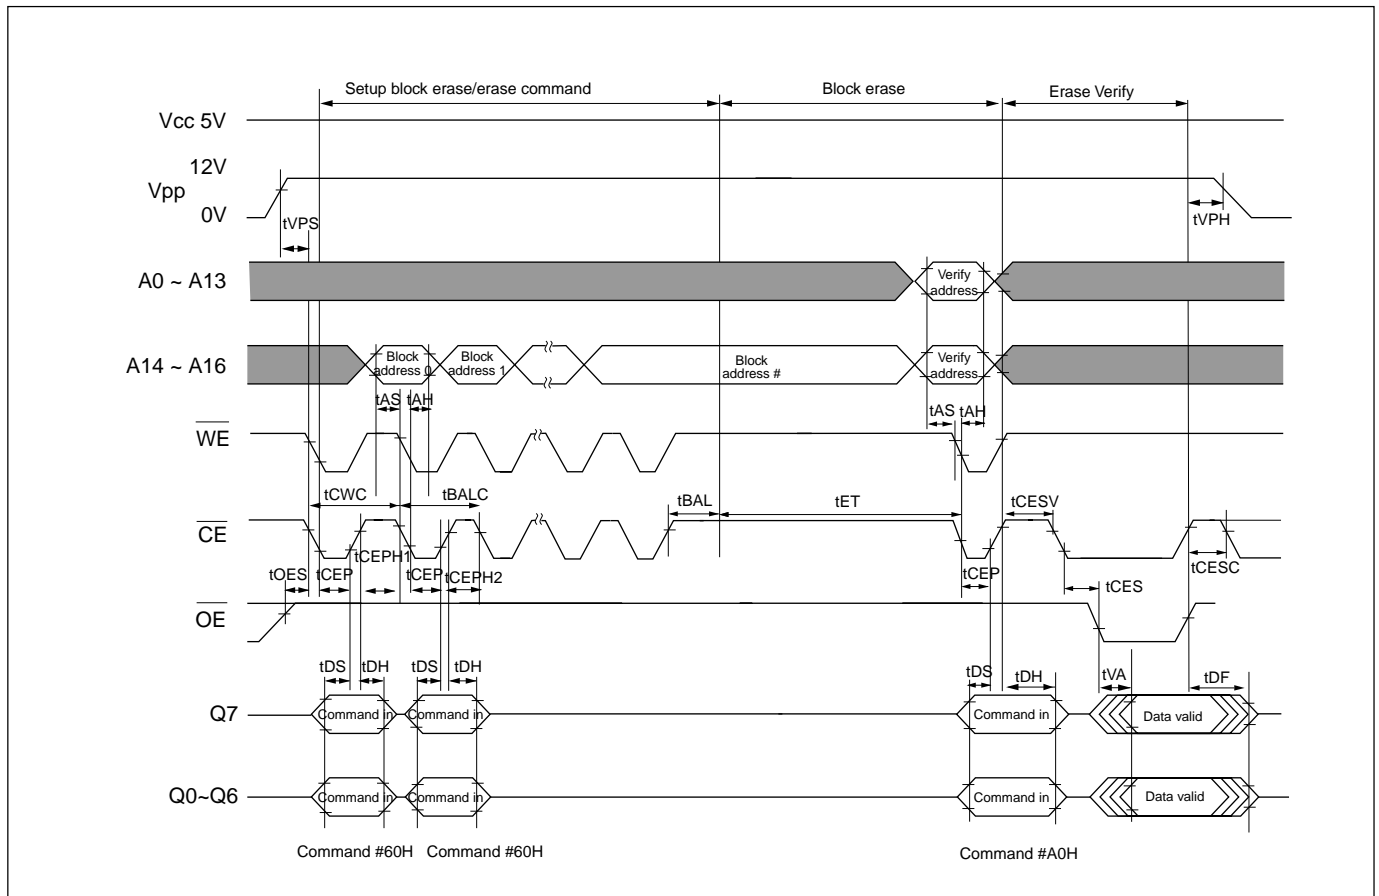 Setup block erase/erase command
Block erase
Erase Verify
Vcc 5V
12V
Vpp
0V
tVPS
tVPH
A0 ~ A13
Verify
address
A14 ~ A16
Block
address 0
Block
address 1
Block
address #
Verify
address
tAS
tAH
tAS
tAH
WE
tCWC
tBALC
tBAL
tET
tCESV
CE
tCEPH1
tOES
tCEP
tCEP
tCEPH2
tCEP
tCES
tCESC
OE
tDS
tDH
tDS
tDH
tDS
tDH
tVA
tDF
Q7
Command in
Command in
Command in
Data valid
Q0~Q6
Command in
Command in
Command in
Data valid
Command #60H
Command #60H
Command #A0H